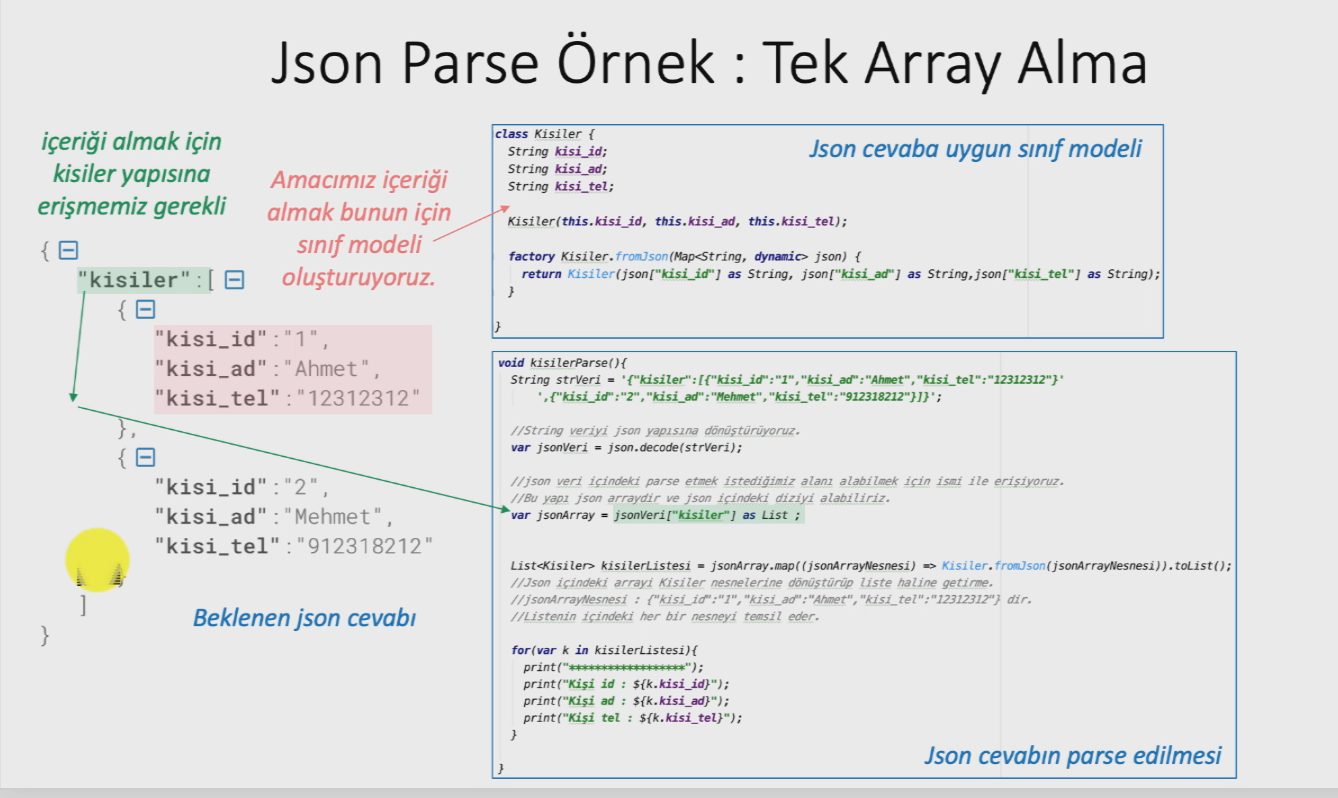 Json Parse Örnek : Tek Array Alma
içeriği almak için
kisiler yapısına
erişmemiz gerekli
Amacımız içeriği
almak bunun için
sınıf modeli
oluşturuyoruz.
{
"kisiler":[
{
"kisi_id":"1",
"kisi_ad":"Ahmet",
"kisi_tel":"12312312"
},
{
"kisi_id":"2",
"kisi_ad":"Mehmet",
"kisi_tel":"912318212"
}
]
}
Beklenen json cevabı
Json cevaba uygun sınıf modeli
class Kisiler {
String kisi_id;
String kisi_ad;
String kisi_tel;
Kisiler(this.kisi_id, this.kisi_ad, this.kisi_tel);
factory Kisiler.fromJson(Map<String, dynamic> json) {
return Kisiler(json["kisi_id"] as String, json["kisi_ad"] as String,json["kisi_tel"] as String);
}
}
void kisilerParse(){
String strVeri = '{"kisiler":[{"kisi_id":"1","kisi_ad":"Ahmet","kisi_tel":"12312312"}'
',{"kisi_id":"2","kisi_ad":"Mehmet","kisi_tel":"912318212"}]}';
//String veriyi json yapısına dönüştürüyoruz.
var jsonVeri = json.decode(strVeri);
//json veri içindeki parse etmek istediğimiz alanı alabilmek için ismi ile erişiyoruz.
//Bu yapı json arraydir ve json içindeki diziyi alabiliriz.
var jsonArray = jsonVeri["kisiler"] as List ;
List<Kisiler> kisilerListesi = jsonArray.map((jsonArrayNesnesi) => Kisiler.fromJson(jsonArrayNesnesi)).toList();
//Json içindeki arrayi Kisiler nesnelerine dönüştürüp liste haline getirme.
//jsonArrayNesnesi : {"kisi_id":"1","kisi_ad":"Ahmet","kisi_tel":"12312312"} dir.
//Listenin içindeki her bir nesneyi temsil eder.
for(var k in kisilerListesi){
print("******************");
print("Kişi id : ${k.kisi_id}");
print("Kişi ad : ${k.kisi_ad}");
print("Kişi tel : ${k.kisi_tel}");
}
}
Json cevabın parse edilmesi